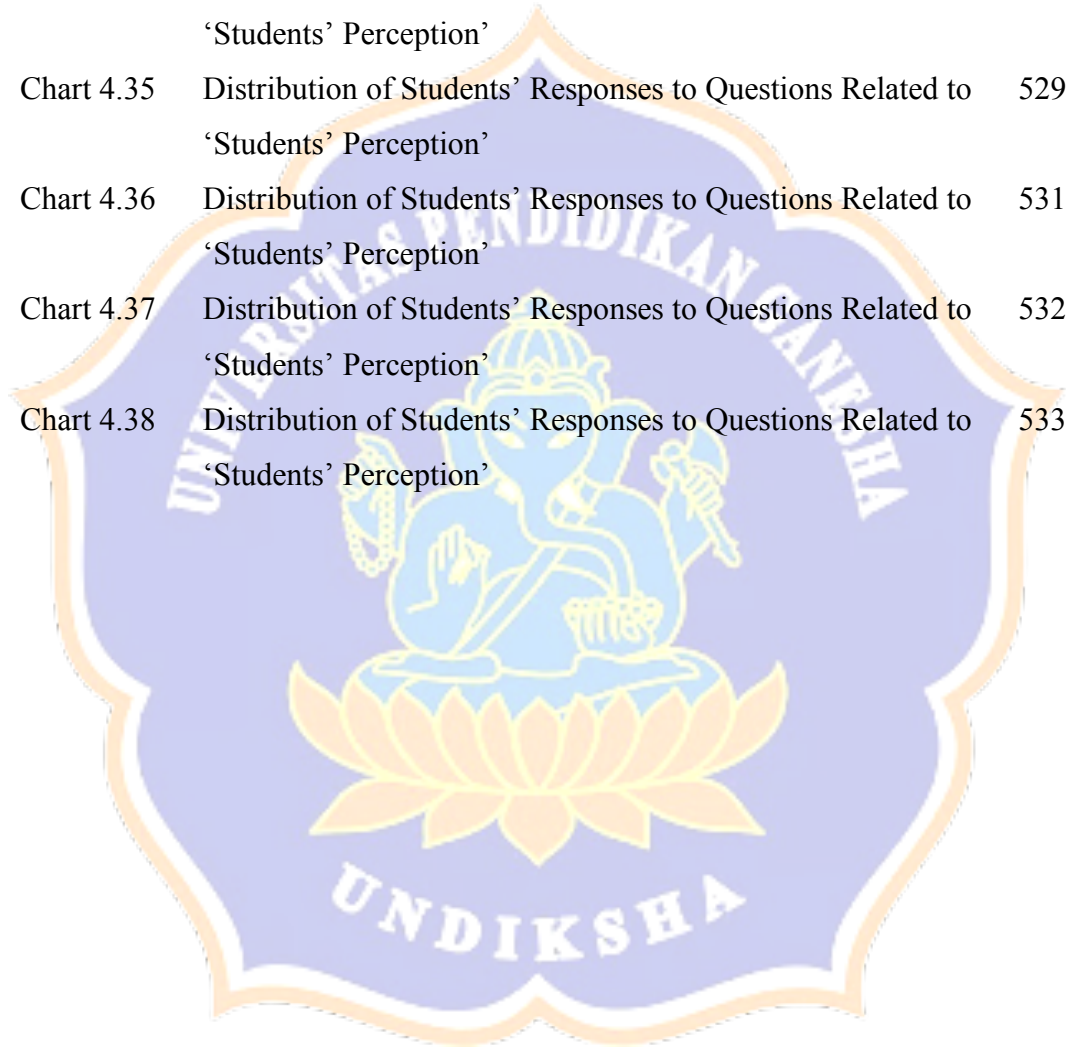 ‘Students’ Perception’
Chart 4.35 Distribution of Students’ Responses to Questions Related to 529
‘Students’ Perception’
Chart 4.36 Distribution of Students’ Responses to Questions Related to 531
‘Students’ Perception’
Chart 4.37 Distribution of Students’ Responses to Questions Related to 532
‘Students’ Perception’
Chart 4.38 Distribution of Students’ Responses to Questions Related to 533
‘Students’ Perception’
UNIVERSITAS PENDIDIKAN GANESHA
UNDIKSHA